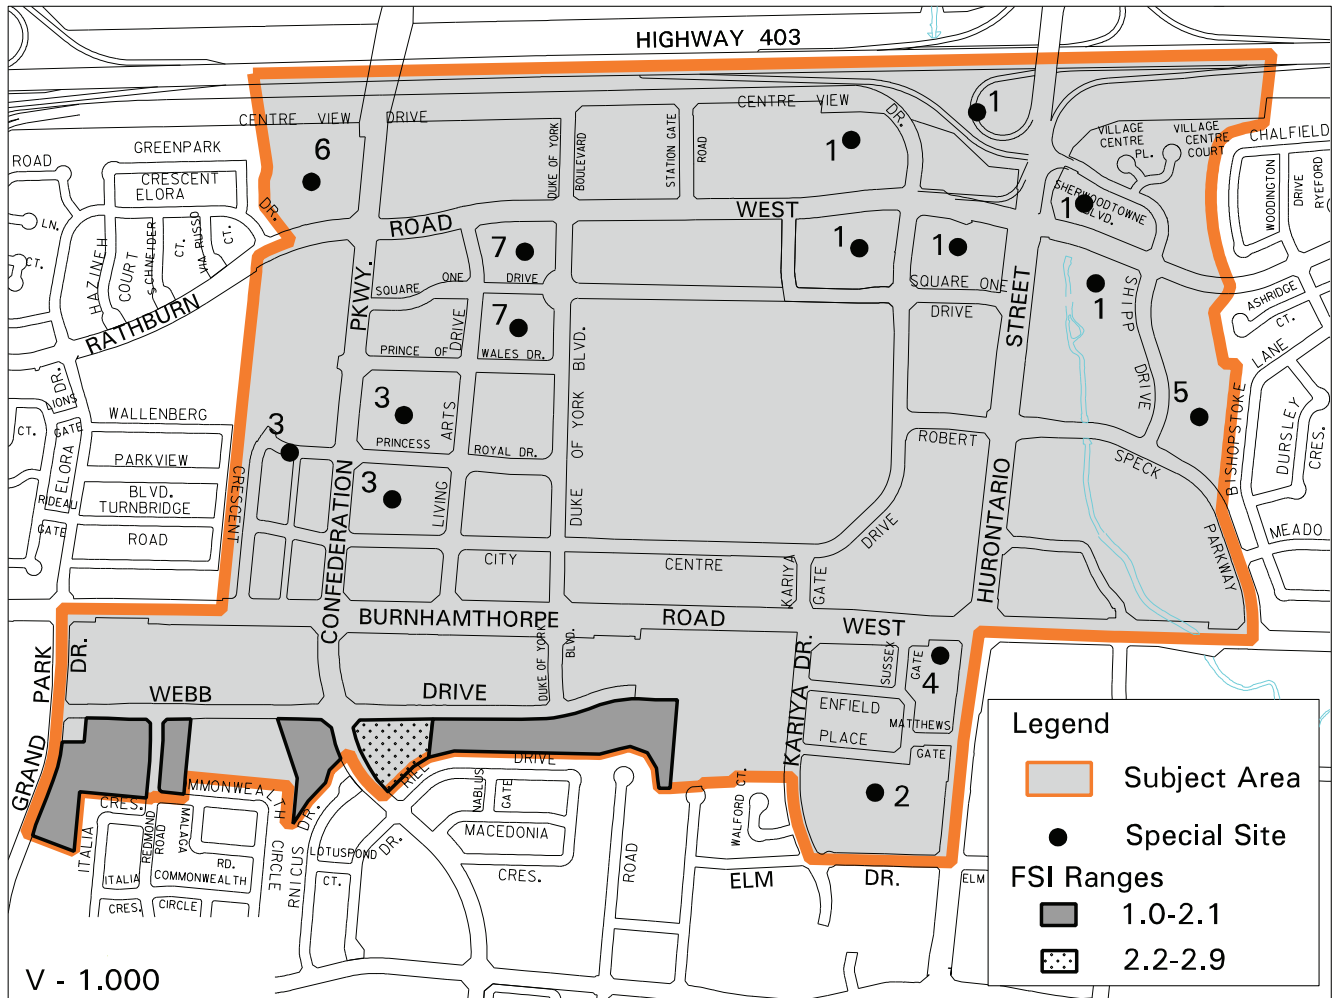 HIGHWAY 403
CENTRE VIEW DRIVE
CENTRE VIEW DR.
1
GREENPARK
ROAD
CRESCENT
ELORA
6
DR.
DUKE OF YORK
BOULEVARD
STATION GATE
ROAD
1
VILLAGE
CENTRE
PL.
VILLAGE
CENTRE
COURT
CHALFIELD
WOODINGTON
DRIVE
RYEFORD
LN.
CT.
HAZINEH
COURT
SCHNEIDER
CT.
VIA RUSSO
CT.
RATHBURN
ROAD
WEST
SHERWOODTOWNE
BLVD.
1
7
1
1
SQUARE ONE
DRIVE
SQUARE ONE
DRIVE
PKWY.
STREET
1
SHIPP
DRIVE
ASHRIDGE
CT.
LANE
7
PRINCE OF
WALES DR.
DRIVE
DUKE OF YORK BLVD.
DR.
LIONS
GATE
CT.
ELORA
RIDEAU
GATE
WALLENBERG
PARKVIEW
BLVD.
TURNBRIDGE
ROAD
CRESCENT
3
3
3
PRINCESS
ROYAL DR.
ARTS
LIVING
5
BISHOPSTOKE
DURSLEY
CRES.
ROBERT
SPECK
PARKWAY
MEADO
CONFEDERATION
HURONTARIO
CITY
CENTRE
DRIVE
KARIYA
GATE
BURNHAMTHORPE
ROAD
WEST
GRAND
PARK
DR.
WEBB
DRIVE
DUKE OF YORK
BLVD.
KARIYA
DR.
SUSSEX
GATE
4
ENFIELD
PLACE
MATTHEWS
GATE
2
RIEL
DRIVE
NABLUS
GATE
MACEDONIA
CRES.
ROAD
WALFORD CT.
ELM
DR.
ELM
CRES.
ITALIA
ITALIA
CRES.
REDMOND
ROAD
MALAGA
RD.
COMMONWEALTH
CIRCLE
MMONWEALTH
CIRCLE
RINICUS
DR.
LOTUSPOND
CT.
DR.
Legend
Subject Area
Special Site
FSI Ranges
1.0-2.1
2.2-2.9
V - 1.000